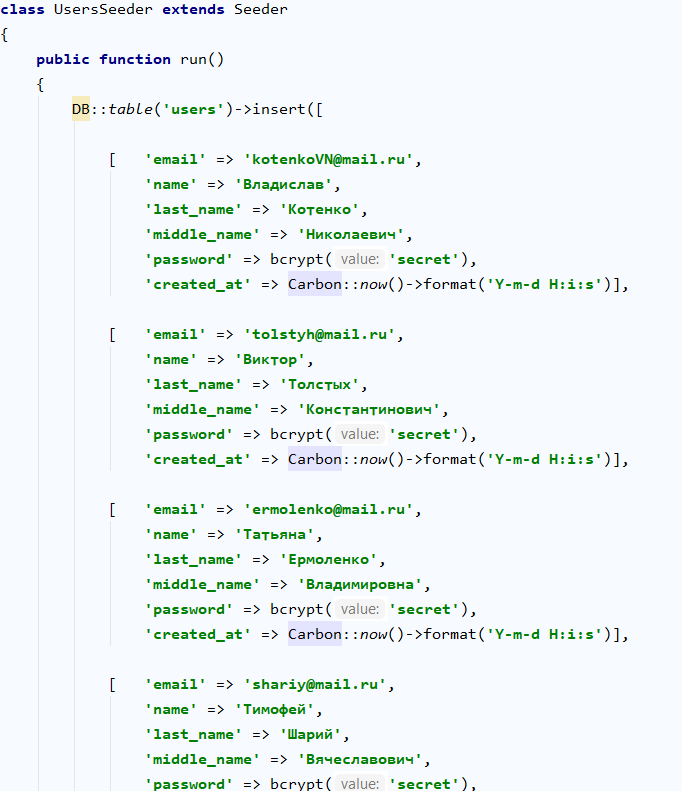 class UsersSeeder extends Seeder
{
public function run()
{
DB::table('users')->insert([
[ 'email' => 'kotenkoVN@mail.ru',
'name' => 'Владислав',
'last_name' => 'Котенко',
'middle_name' => 'Николаевич',
'password' => bcrypt( value: 'secret'),
'created_at' => Carbon::now()->format('Y-m-d H:i:s')],
[ 'email' => 'tolstyh@mail.ru',
'name' => 'Виктор',
'last_name' => 'Толстых',
'middle_name' => 'Константинович',
'password' => bcrypt( value: 'secret'),
'created_at' => Carbon::now()->format('Y-m-d H:i:s')],
[ 'email' => 'ermolenko@mail.ru',
'name' => 'Татьяна',
'last_name' => 'Ермоленко',
'middle_name' => 'Владимировна',
'password' => bcrypt( value: 'secret'),
'created_at' => Carbon::now()->format('Y-m-d H:i:s')],
[ 'email' => 'shariy@mail.ru',
'name' => 'Тимофей',
'last_name' => 'Шарий',
'middle_name' => 'Вячеславович',
'password' => bcrypt( value: 'secret'),